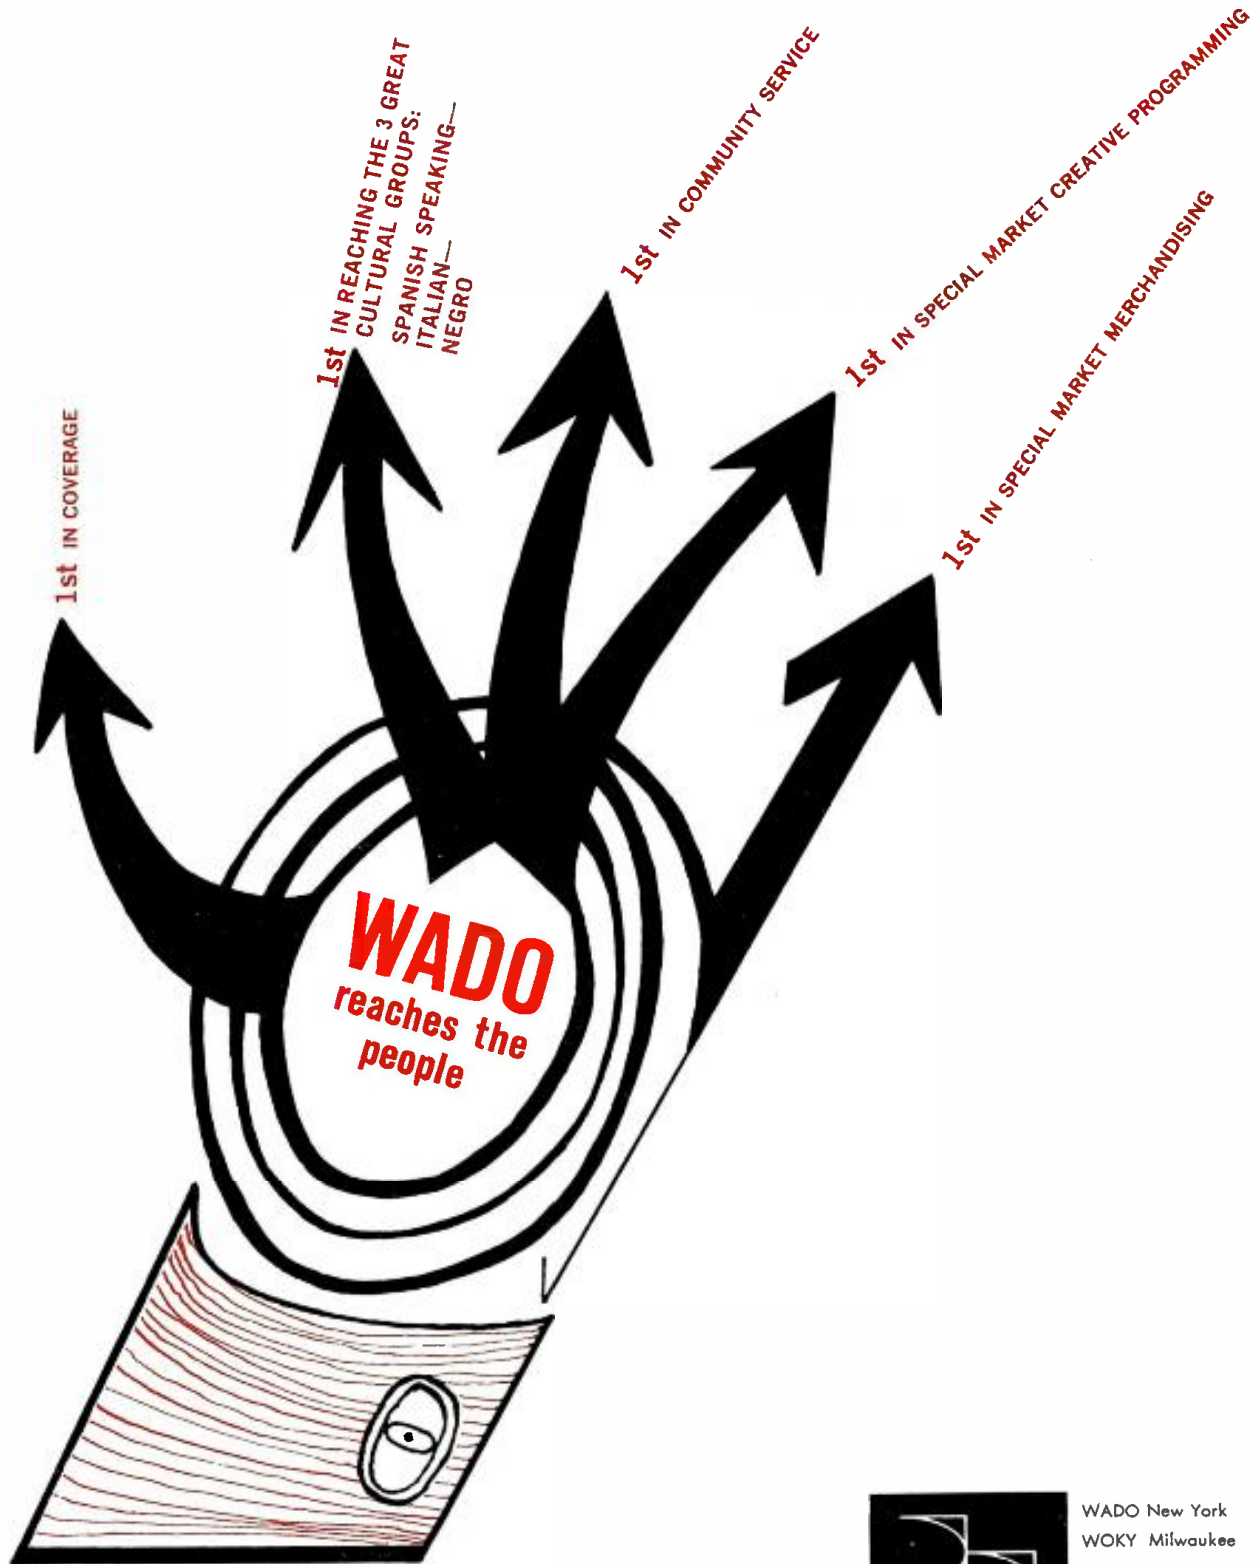 1st IN COVERAGE
1st IN REACHING THE 3 GREAT
CULTURAL GROUPS:
SPANISH SPEAKING—
ITALIAN—
NEGRO
1st IN COMMUNITY SERVICE
1st IN SPECIAL MARKET CREATIVE PROGRAMMING
1st IN SPECIAL MARKET MERCHANDISING
WADO
reaches the
people
WADO New York
WOKY Milwaukee